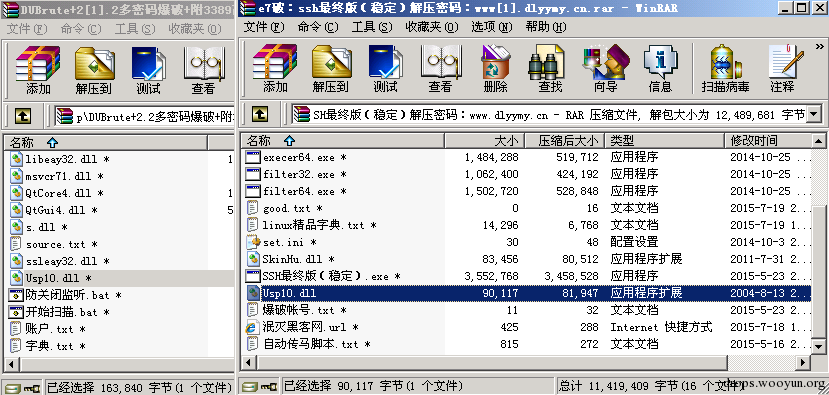 DUBrute+2[1].2多密码爆破+附3389
文件(F) 命令(C) 工具(S) 收藏夹(O)
添加 解压到 测试 查看
p\DUBrute+2.2多密码爆破+附
名称
libeay32.dll * 1
msvcr71.dll *
QtCore4.dll * 1
QtGui4.dll * 5
s.dll *
source.txt *
ssleay32.dll *
Usp10.dll *
防关闭监听.bat *
开始扫描.bat *
账户.txt *
字典.txt *
已经选择 163,840 字节(1 个文件)
e7破：ssh最终版(稳定)解压密码：www[1].dlyymy.cn.rar - WinRAR
文件(F) 命令(C) 工具(S) 收藏夹(O) 选项(N) 帮助(H)
添加 解压到 测试 查看 删除 查找 向导 信息 扫描病毒 注释
SH最终版(稳定)解压密码：www.dlyymy.cn - RAR 压缩文件, 解包大小为 12,489,681 字节
名称 大小 压缩后大小 类型 修改时间
execer64.exe * 1,484,288 519,712 应用程序 2014-10-25 ...
filter32.exe * 1,062,400 424,192 应用程序 2014-10-25 ...
filter64.exe * 1,502,720 528,848 应用程序 2014-10-25 ...
good.txt * 0 16 文本文档 2015-7-19 2...
linux精品字典.txt * 14,296 6,768 文本文档 2015-7-19 ...
set.ini * 30 48 配置设置 2014-10-3 2...
SkinHu.dll * 83,456 80,512 应用程序扩展 2011-7-31 2...
SSH最终版(稳定).exe * 3,552,768 3,458,528 应用程序 2015-5-23 ...
Usp10.dll 90,117 81,947 应用程序扩展 2004-8-13 2...
爆破帐号.txt * 11 32 文本文档 2015-5-23 2...
泯灭黑客网.url * 425 288 Internet 快捷方式 2015-7-18 1...
自动传马脚本.txt * 815 272 文本文档 2015-5-16 2...
已经选择 90,117 字节(1 个文件) 总计 11,419,409 字节(16 个文件)
drops.wooyun.org